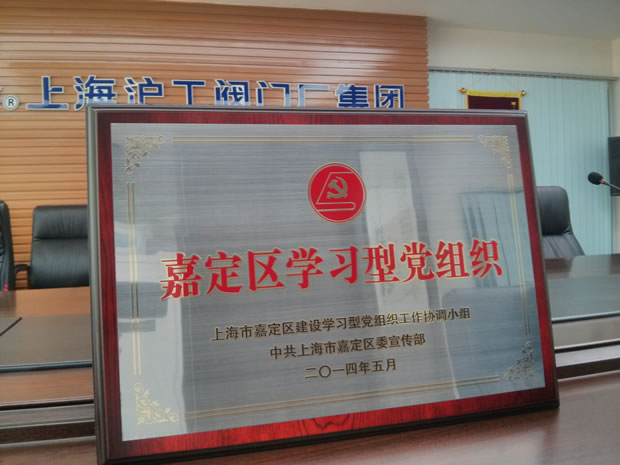 ®上海沪工阀门厂集团
嘉定区学习型党组织
上海市嘉定区建设学习型党组织工作协调小组
中共上海市嘉定区委宣传部
二〇一四年五月